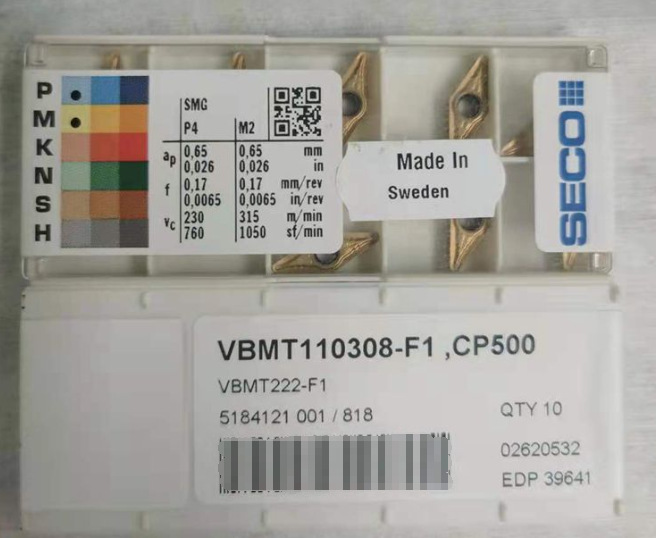 P
M
K
N
S
H
SMG
P4 M2
ap 0,65 0,65 mm
0,026 0,026 in
f 0,17 0,17 mm/rev
0,0065 0,0065 in/rev
vc 230 315 m/min
760 1050 sf/min
Made In
Sweden
SECO
VBMT110308-F1 ,CP500
VBMT222-F1
5184121 001 / 818
QTY 10
02620532
EDP 39641